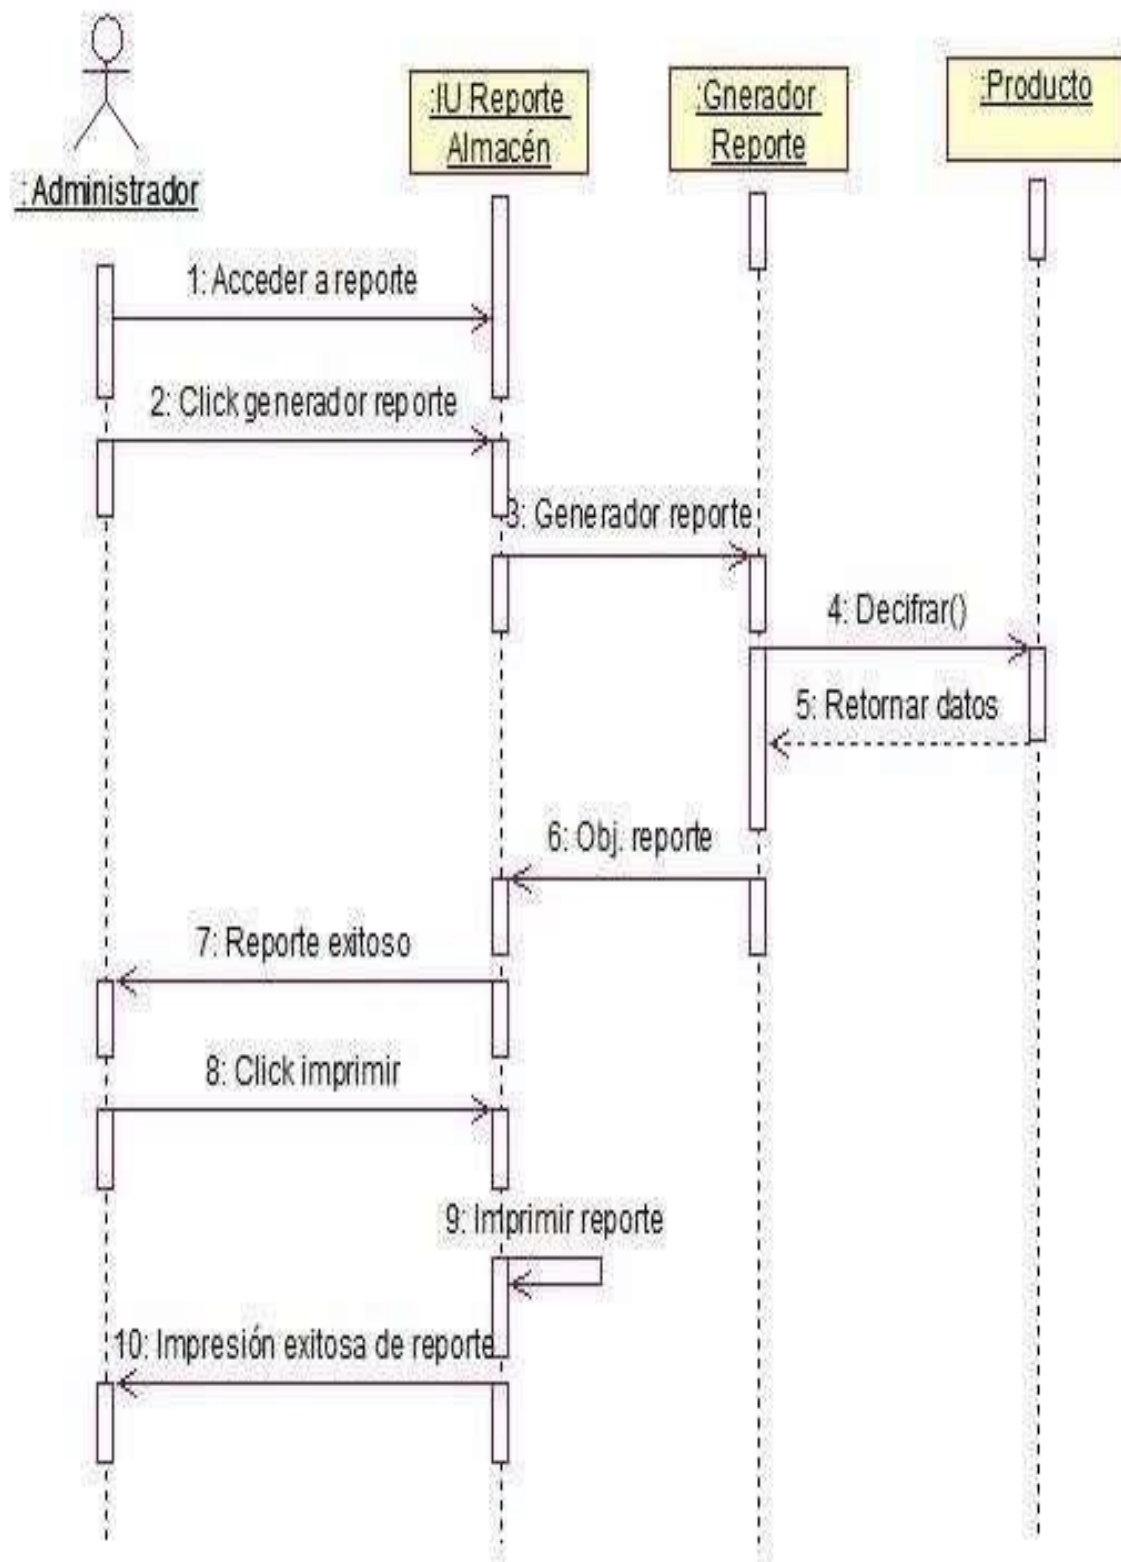 :Administrador
:IU Reporte
Almacén
:Gnerador
Reporte
:Producto
1: Acceder a reporte
2: Click generador reporte
3: Generador reporte
4: Decifrar()
5: Retornar datos
6: Obj. reporte
7: Reporte exitoso
8: Click imprimir
9: Imprimir reporte
10: Impresión exitosa de reporte